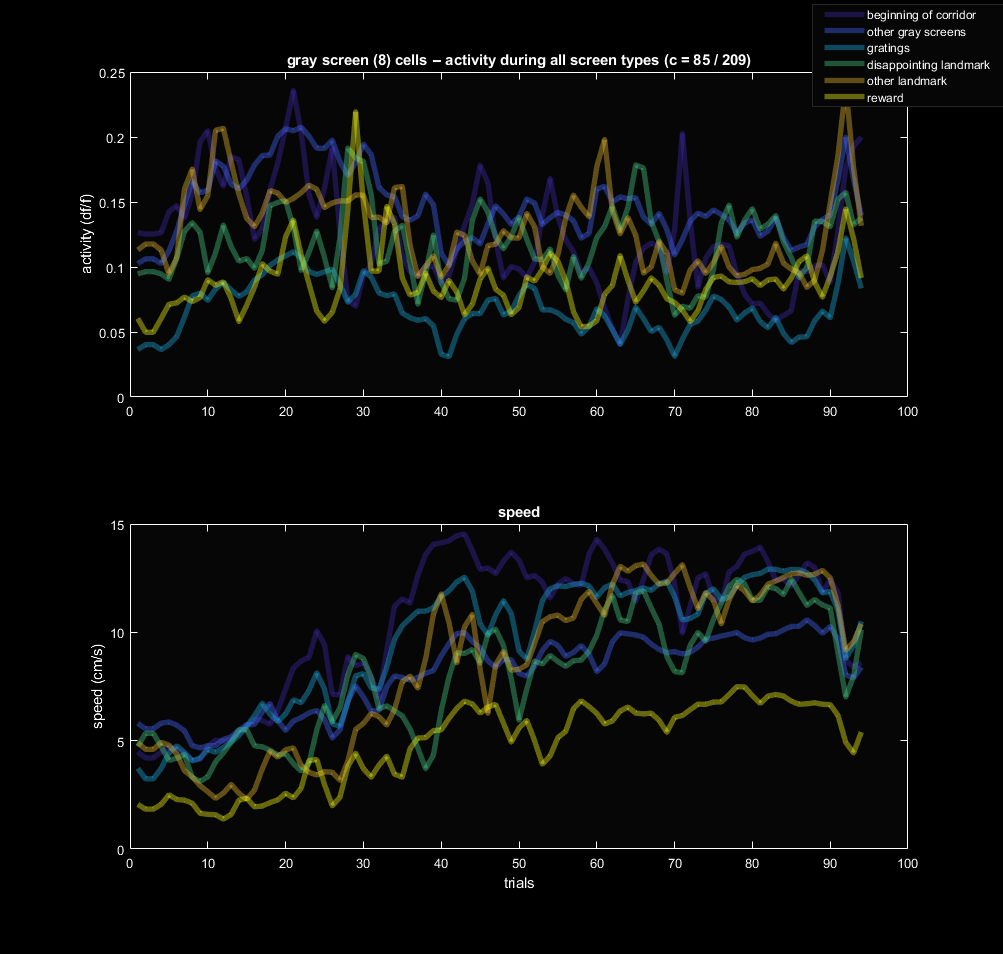 beginning of corridor
other gray screens
gratings
disappointing landmark
other landmark
reward
gray screen (8) cells – activity during all screen types (c = 85 / 209)
activity (df/f)
0.25
0.2
0.15
0.1
0.05
0
0 10 20 30 40 50 60 70 80 90 100
speed
speed (cm/s)
15
10
5
0
0 10 20 30 40 50 60 70 80 90 100
trials